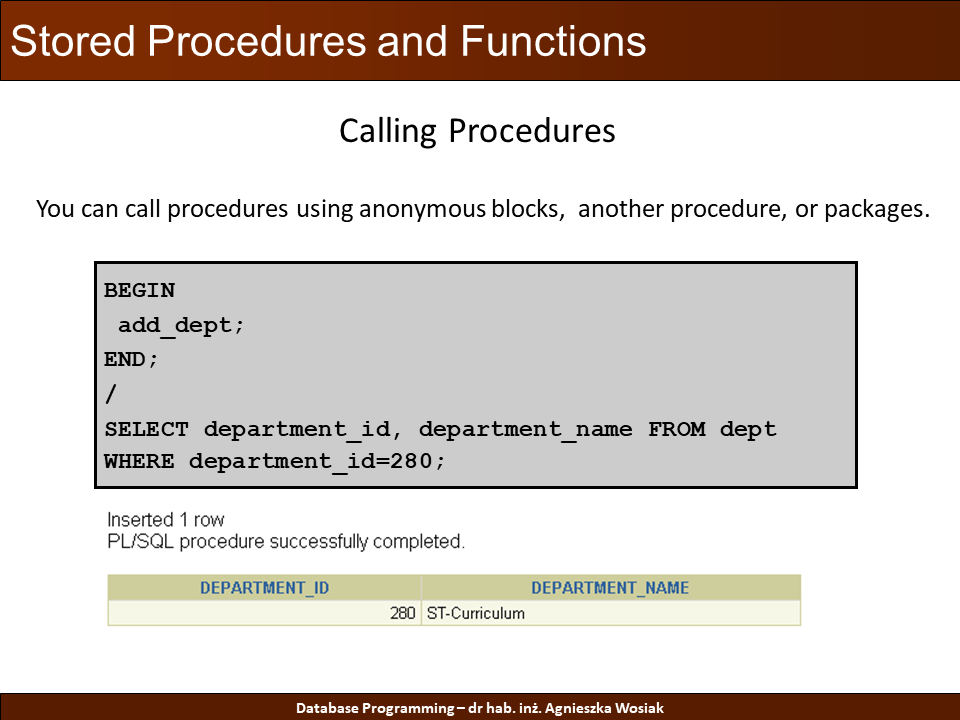 Stored Procedures and Functions
Calling Procedures
You can call procedures using anonymous blocks,  another procedure, or packages.
BEGIN
 add_dept;
END;
/
SELECT department_id, department_name FROM dept
WHERE department_id=280;
Inserted 1 row
PL/SQL procedure successfully completed.
DEPARTMENT_ID DEPARTMENT_NAME
280 ST-Curriculum
Database Programming – dr hab. inż. Agnieszka Wosiak